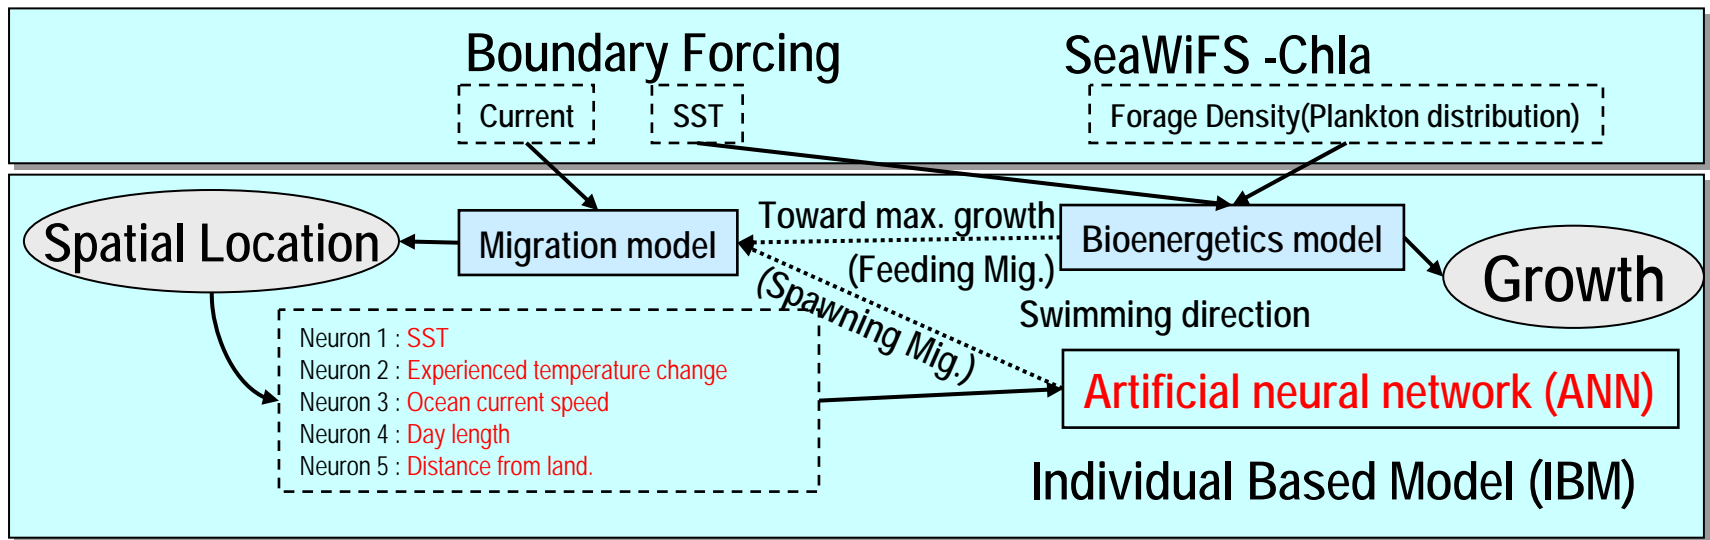 Boundary Forcing
SeaWiFS -Chla
Current
SST
Forage Density(Plankton distribution)
Spatial Location
Migration model
Toward max. growth
(Feeding Mig.)
(Spawning Mig.)
Bioenergetics model
Growth
Swimming direction
Neuron 1 : SST
Neuron 2 : Experienced temperature change
Neuron 3 : Ocean current speed
Neuron 4 : Day length
Neuron 5 : Distance from land.
Artificial neural network (ANN)
Individual Based Model (IBM)